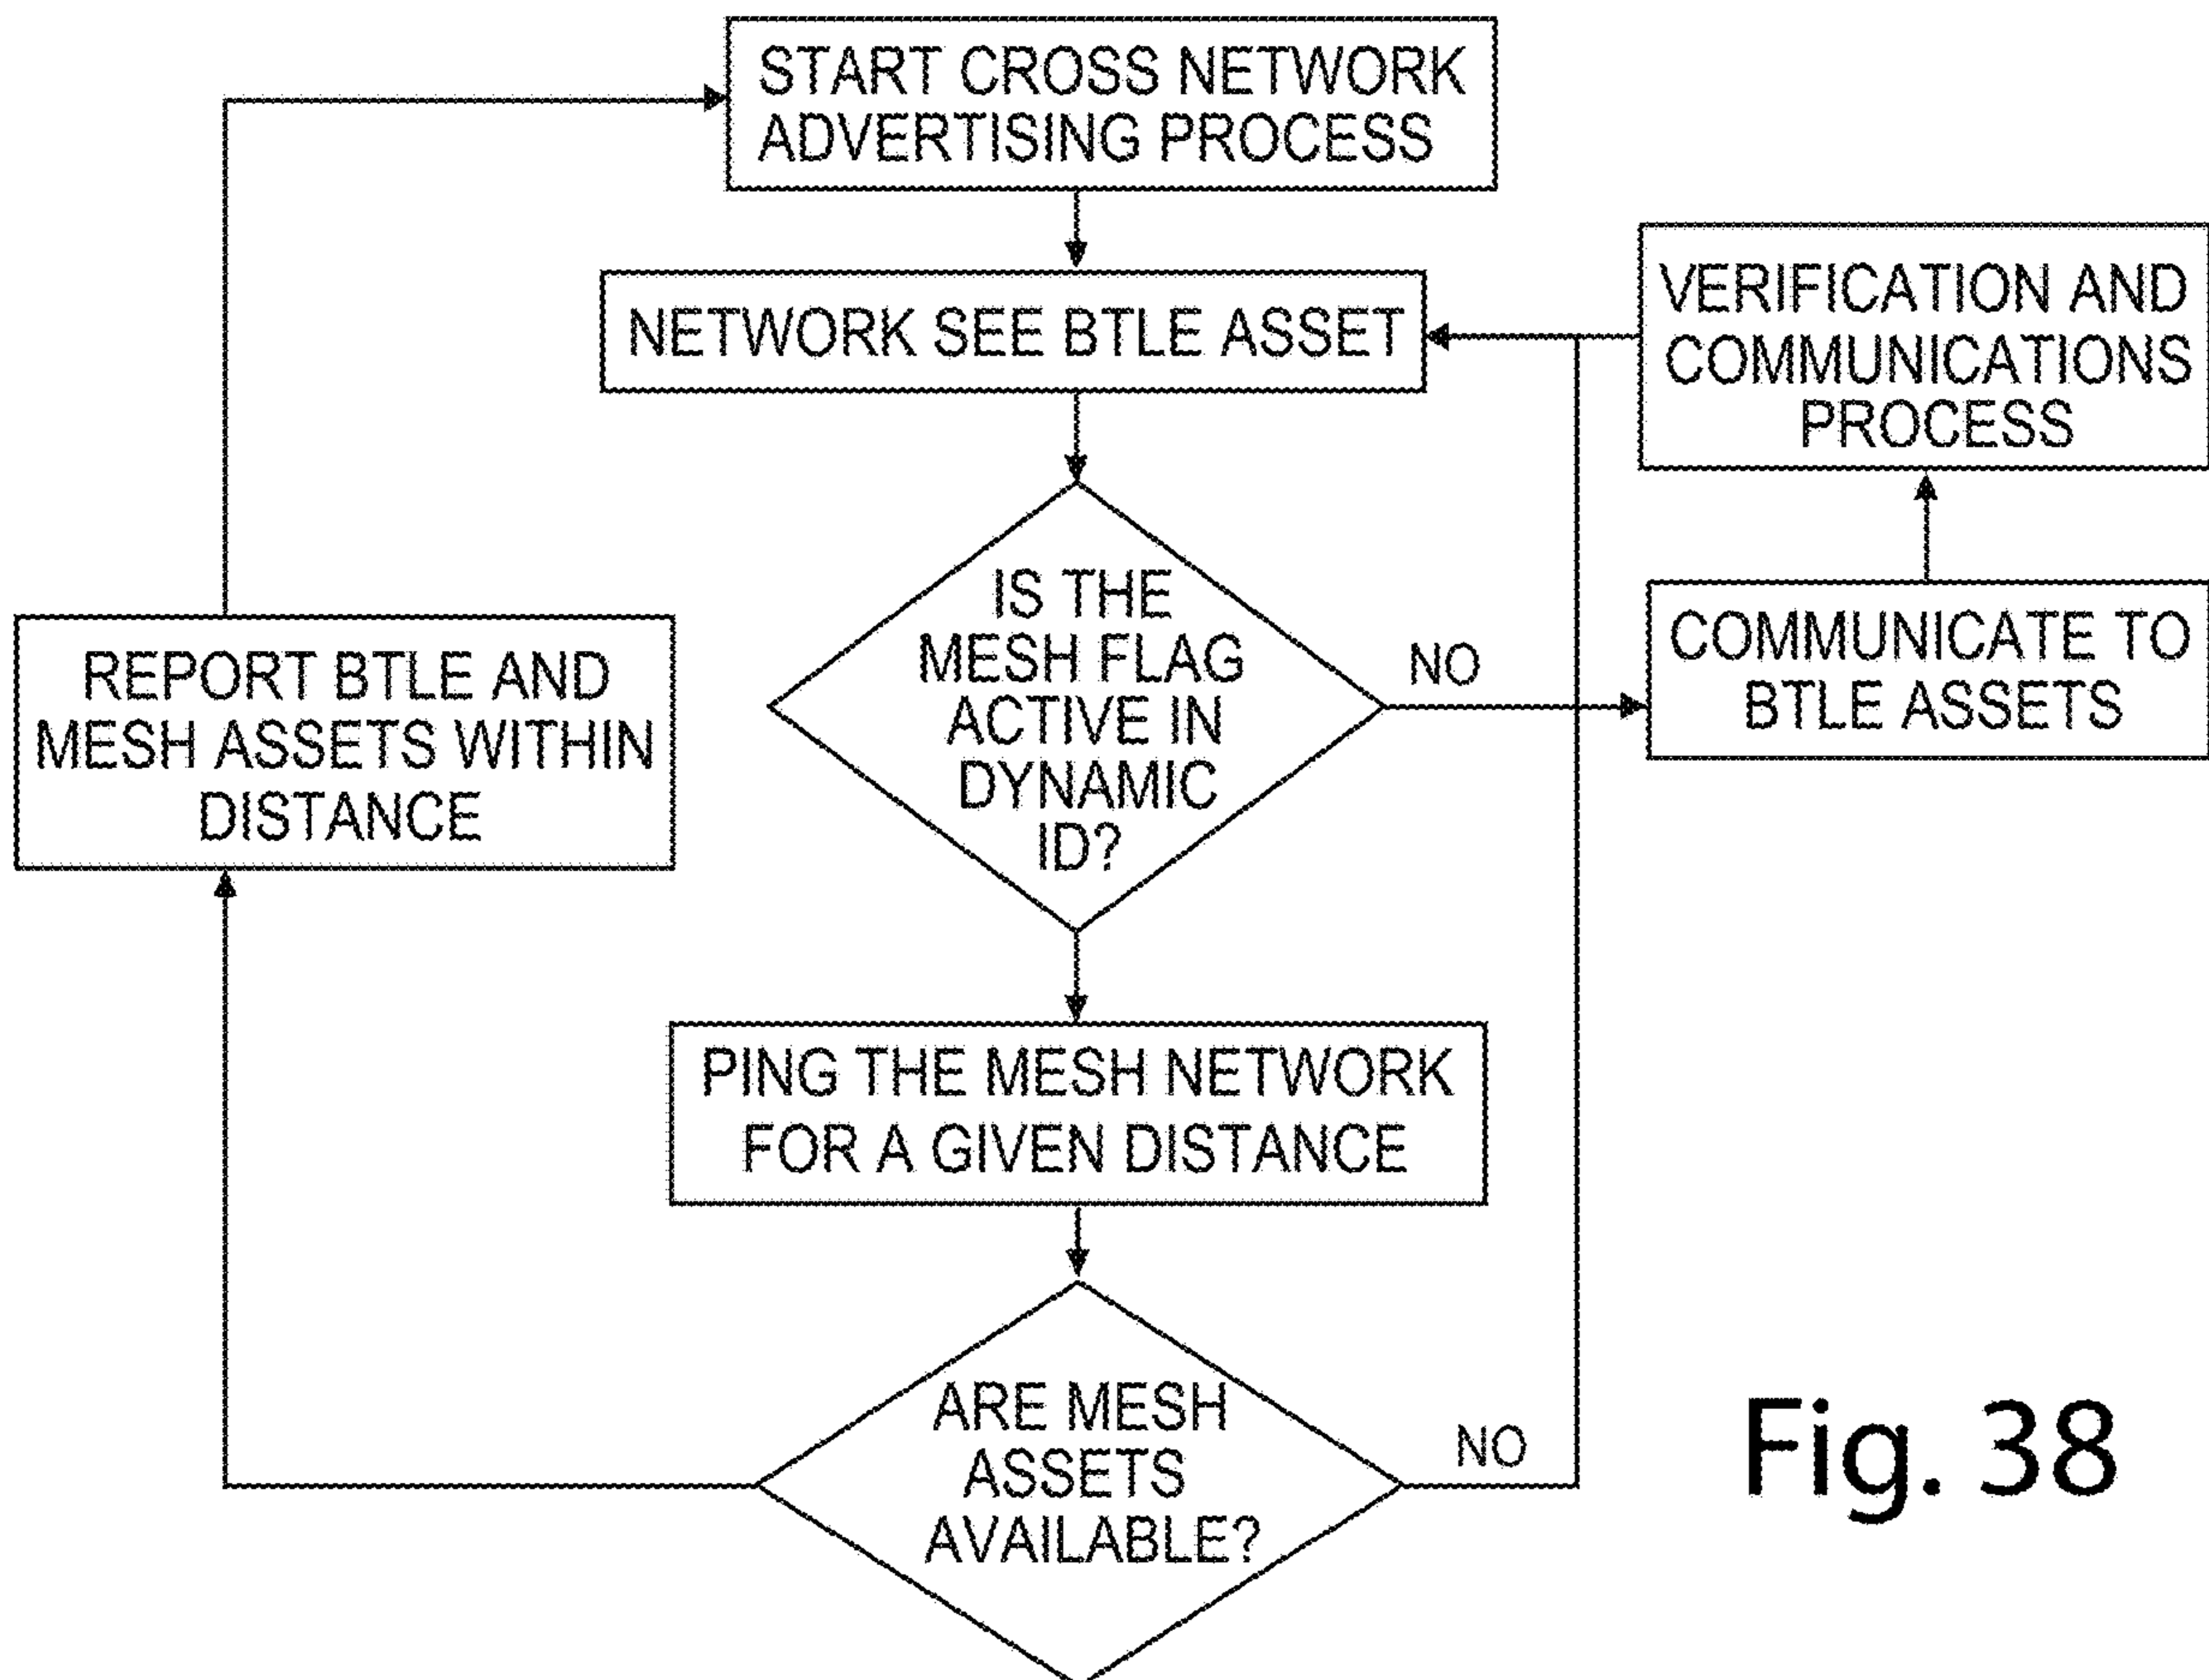 START CROSS NETWORK
ADVERTISING PROCESS
NETWORK SEE BTLE ASSET
VERIFICATION AND
COMMUNICATIONS
PROCESS
IS THE
MESH FLAG
ACTIVE IN
DYNAMIC
ID?
NO
COMMUNICATE TO
BTLE ASSETS
REPORT BTLE AND
MESH ASSETS WITHIN
DISTANCE
PING THE MESH NETWORK
FOR A GIVEN DISTANCE
ARE MESH
ASSETS
AVAILABLE?
NO
Fig. 38